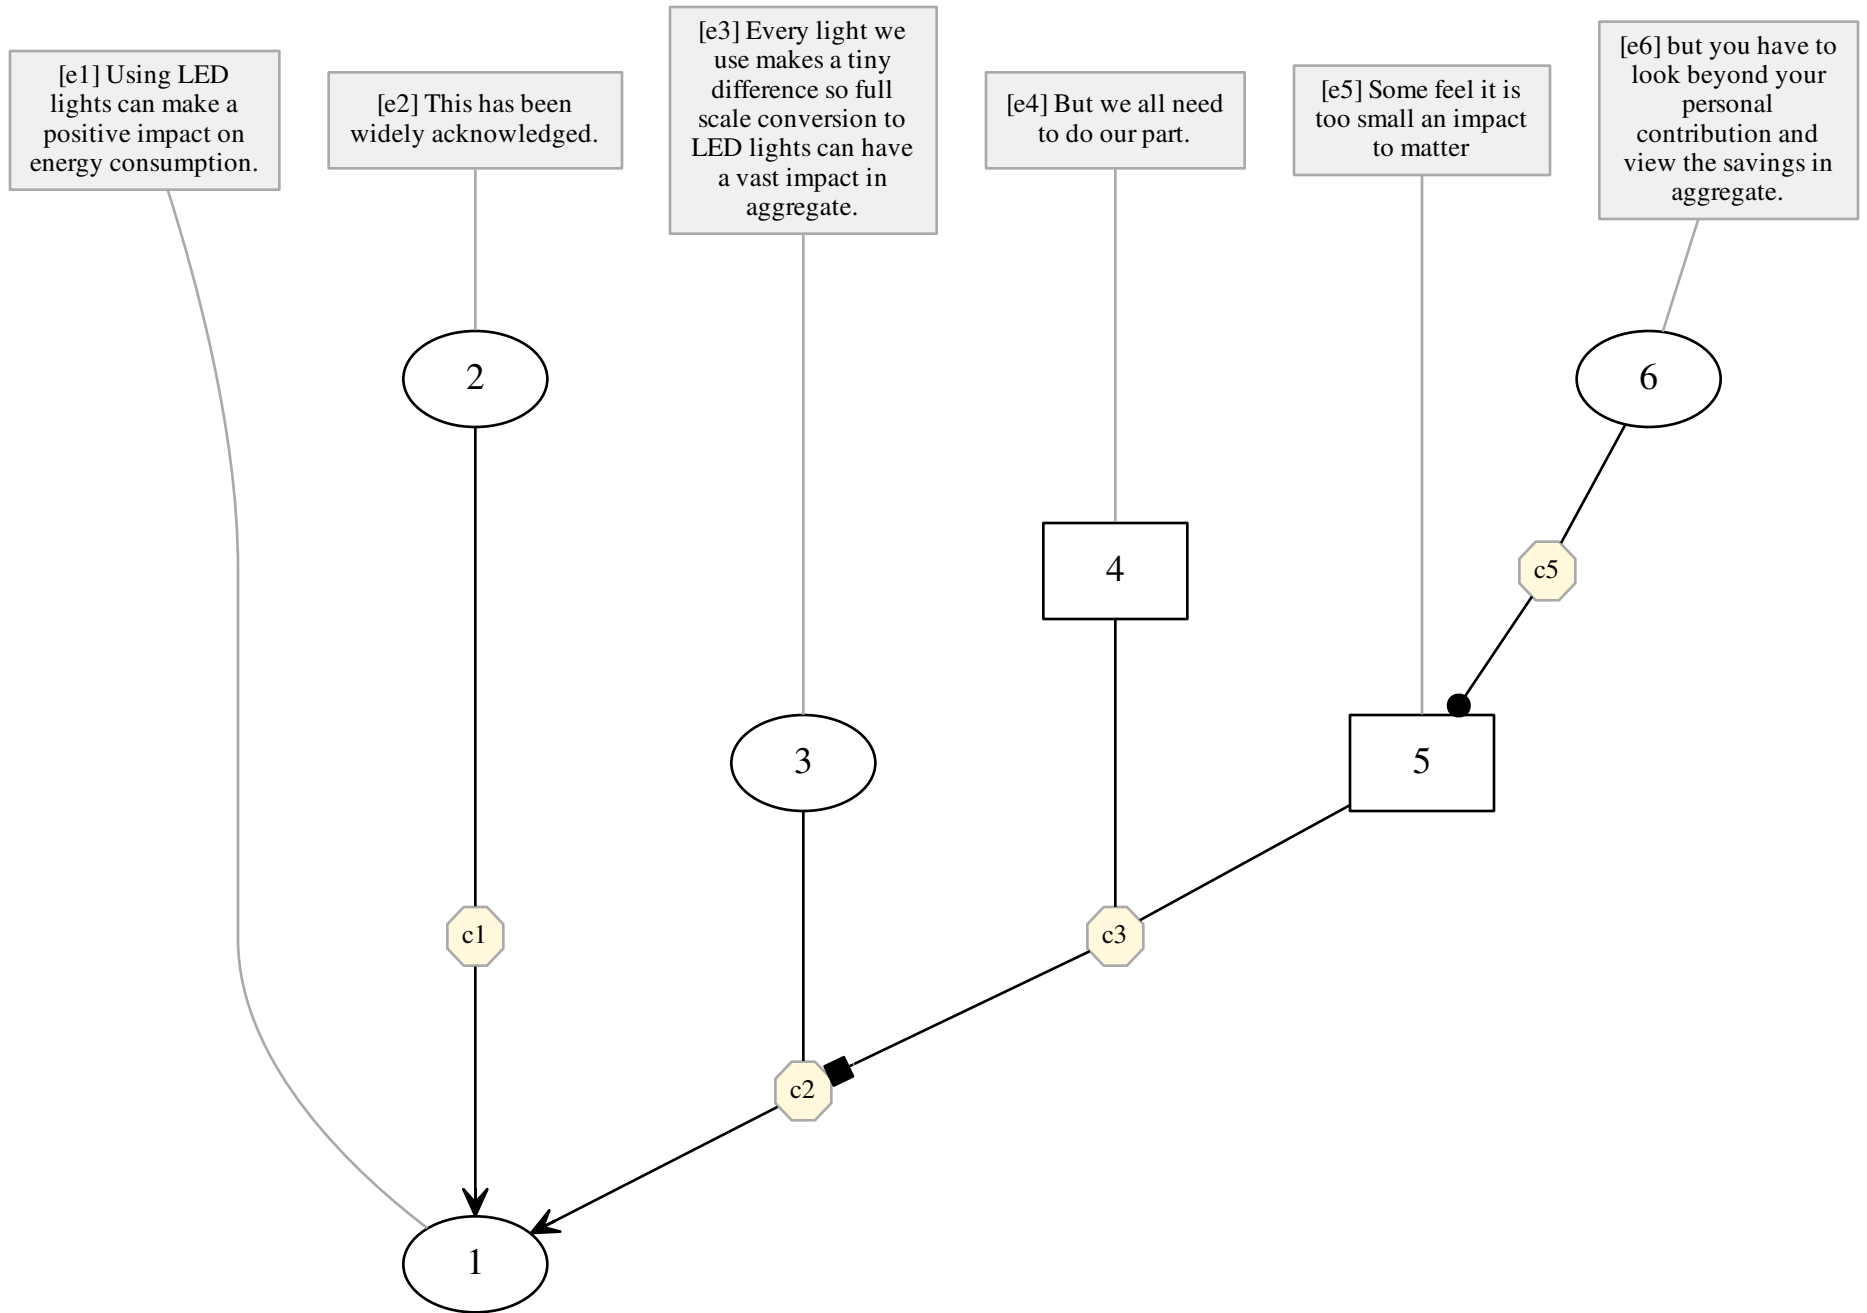 [e1] Using LED
lights can make a
positive impact on
energy consumption.
[e2] This has been
widely acknowledged.
[e3] Every light we
use makes a tiny
difference so full
scale conversion to
LED lights can have
a vast impact in
aggregate.
[e4] But we all need
to do our part.
[e5] Some feel it is
too small an impact
to matter
[e6] but you have to
look beyond your
personal
contribution and
view the savings in
aggregate.
2
6
4
c5
3
5
c1
c3
c2
1